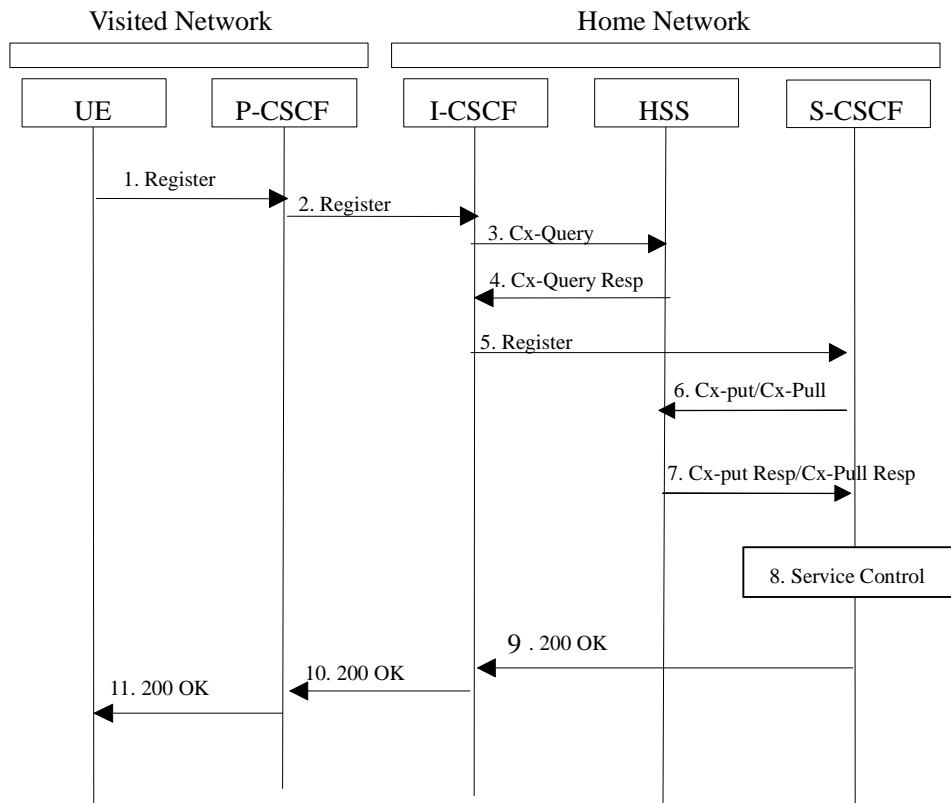 Visited Network
Home Network
UE
P-CSCF
I-CSCF
HSS
S-CSCF
1. Register
2. Register
3. Cx-Query
4. Cx-Query Resp
5. Register
6. Cx-put/Cx-Pull
7. Cx-put Resp/Cx-Pull Resp
8. Service Control
9 . 200 OK
10. 200 OK
11. 200 OK